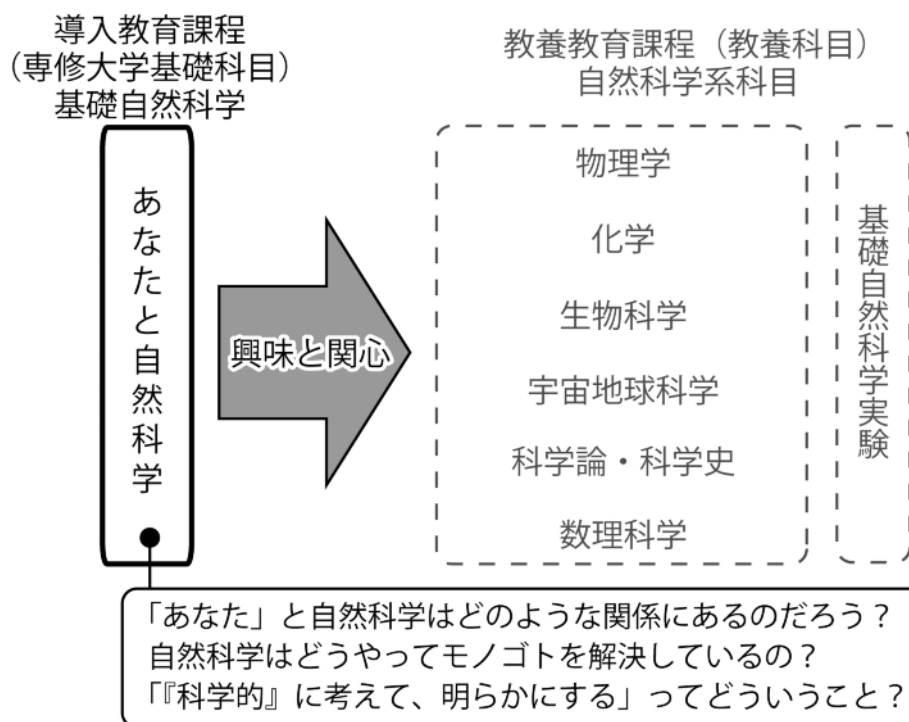 導入教育課程
（専修大学基礎科目）
基礎自然科学
あなたと自然科学
興味と関心
教養教育課程（教養科目）
自然科学系科目
物理学
化学
生物科学
宇宙地球科学
科学論・科学史
数理科学
基礎自然科学実験
「あなた」と自然科学はどのような関係にあるのだろう？
自然科学はどうやってモノゴトを解決しているの？
「『科学的』に考えて、明らかにする」ってどういうこと？